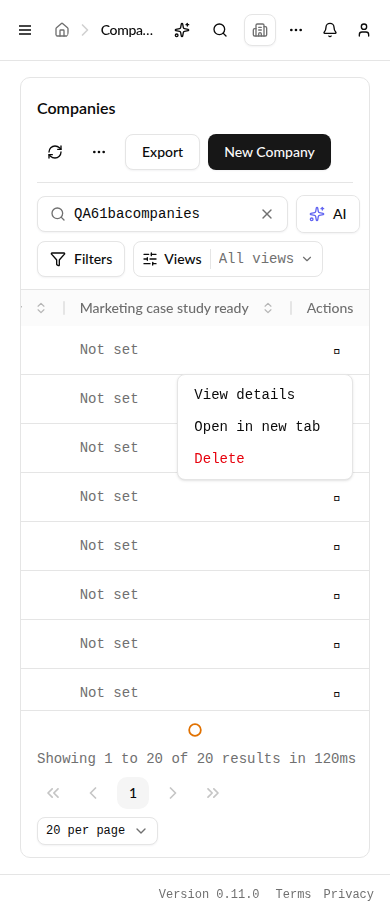 Compa...
Companies
Export
New Company
QA61bacompanies
AI
Filters
Views
All views
Marketing case study ready
Actions
Not set
Not set
View details
Open in new tab
Delete
Not set
Not set
Not set
Not set
Not set
Not set
Showing 1 to 20 of 20 results in 120ms
1
20 per page
Version 0.11.0
Terms
Privacy